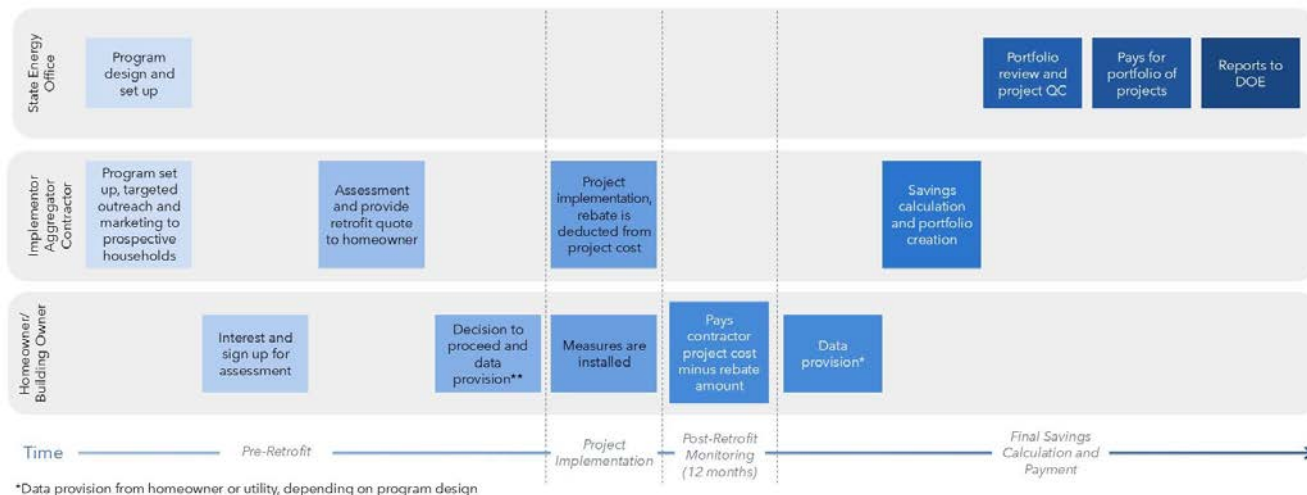 State Energy
Office
Program
design and
set up
Portfolio
review and
project QC
Pays for
portfolio of
projects
Reports to
DOE
Implementor
Aggregator
Contractor
Program set
up, targeted
outreach and
marketing to
prospective
households
Assessment
and provide
retrofit quote
to homeowner
Project
implementation,
rebate is
deducted from
project cost
Savings
calculation
and portfolio
creation
Homeowner/
Building Owner
Interest and
sign up for
assessment
Decision to
proceed and
data
provision**
Measures are
installed
Pays
contractor
project cost
minus rebate
amount
Data
provision*
Time
Pre-Retrofit
Project
Implementation
Post-Retrofit
Monitoring
(12 months)
Final Savings
Calculation and
Payment
*Data provision from homeowner or utility, depending on program design